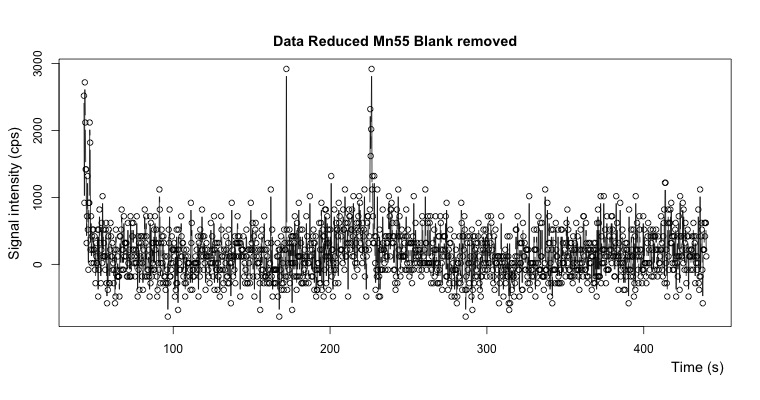 Data Reduced Mn55 Blank removed
Signal intensity (cps)
3000
2000
1000
0
100 200 300 400
Time (s)